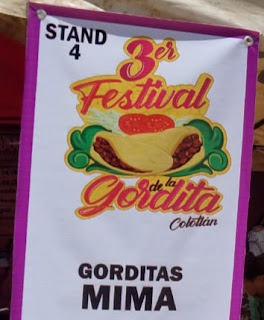 STAND
4
3er
Festival
de la
Gordita
Colotlán
GORDITAS
MIMA